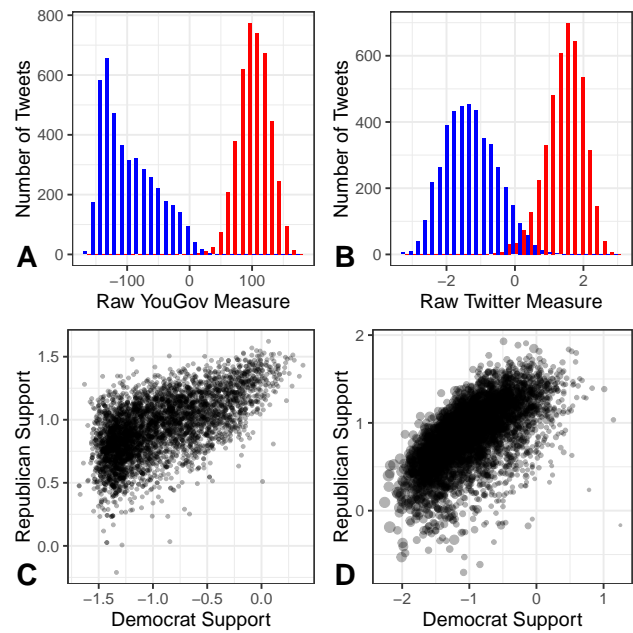 Number of Tweets
800
600
400
200
0
−100 0 100
Raw YouGov Measure
A
Number of Tweets
600
400
200
0
−2 0 2
Raw Twitter Measure
B
Republican Support
1.5
1.0
0.5
0.0
−1.5 −1.0 −0.5 0.0
Democrat Support
C
Republican Support
2
1
0
−2 −1 0 1
Democrat Support
D